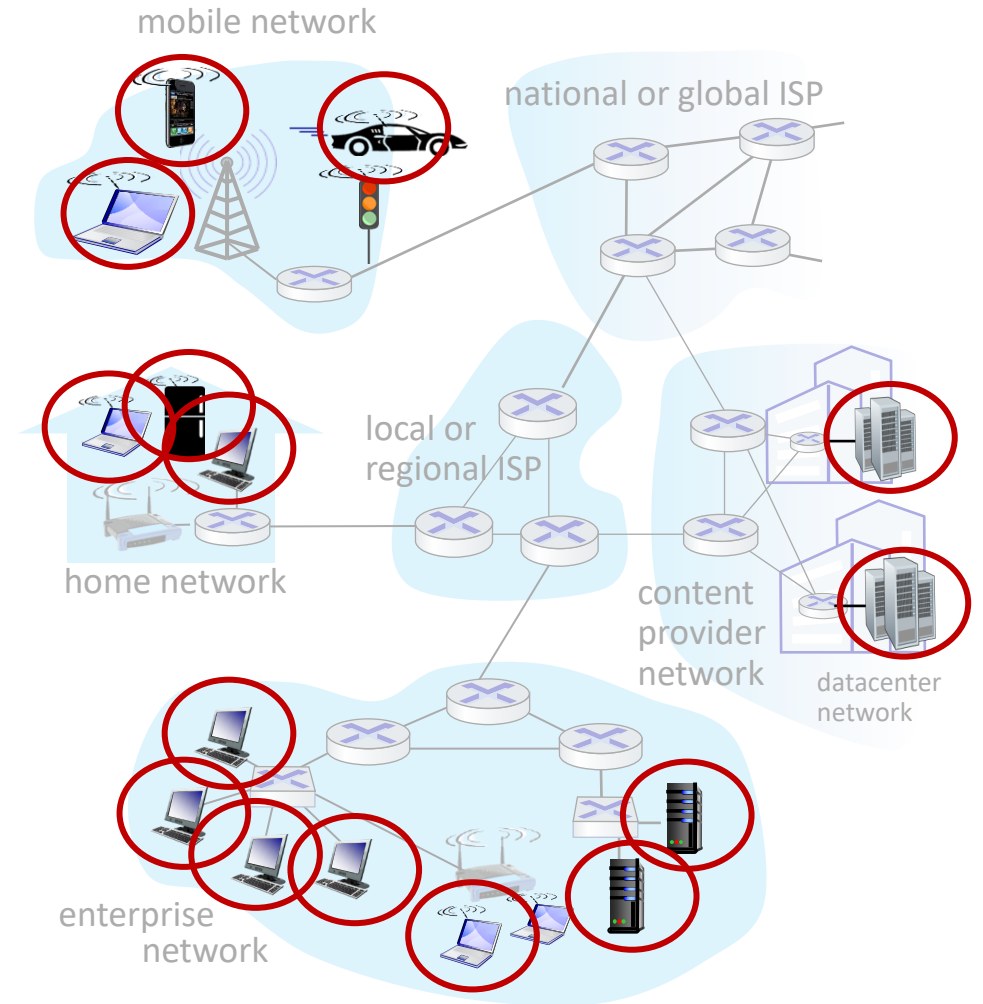 mobile network
national or global ISP
local or
regional ISP
home network
content
provider
network
datacenter
network
enterprise
network